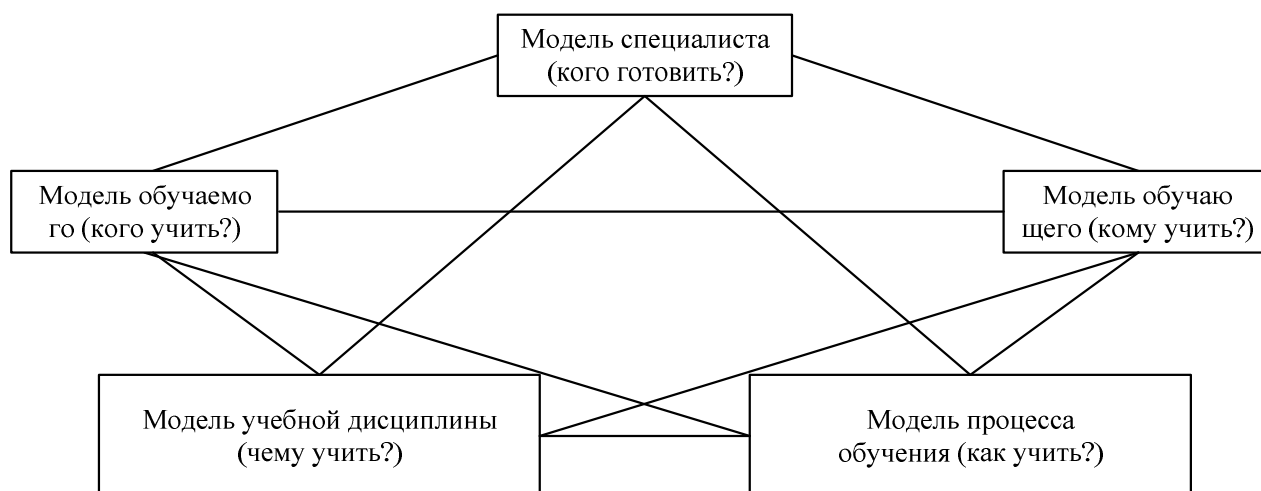 Модель специалиста
(кого готовить?)
Модель обучаемо
го (кого учить?)
Модель обучаю
щего (кому учить?)
Модель учебной дисциплины
(чему учить?)
Модель процесса
обучения (как учить?)